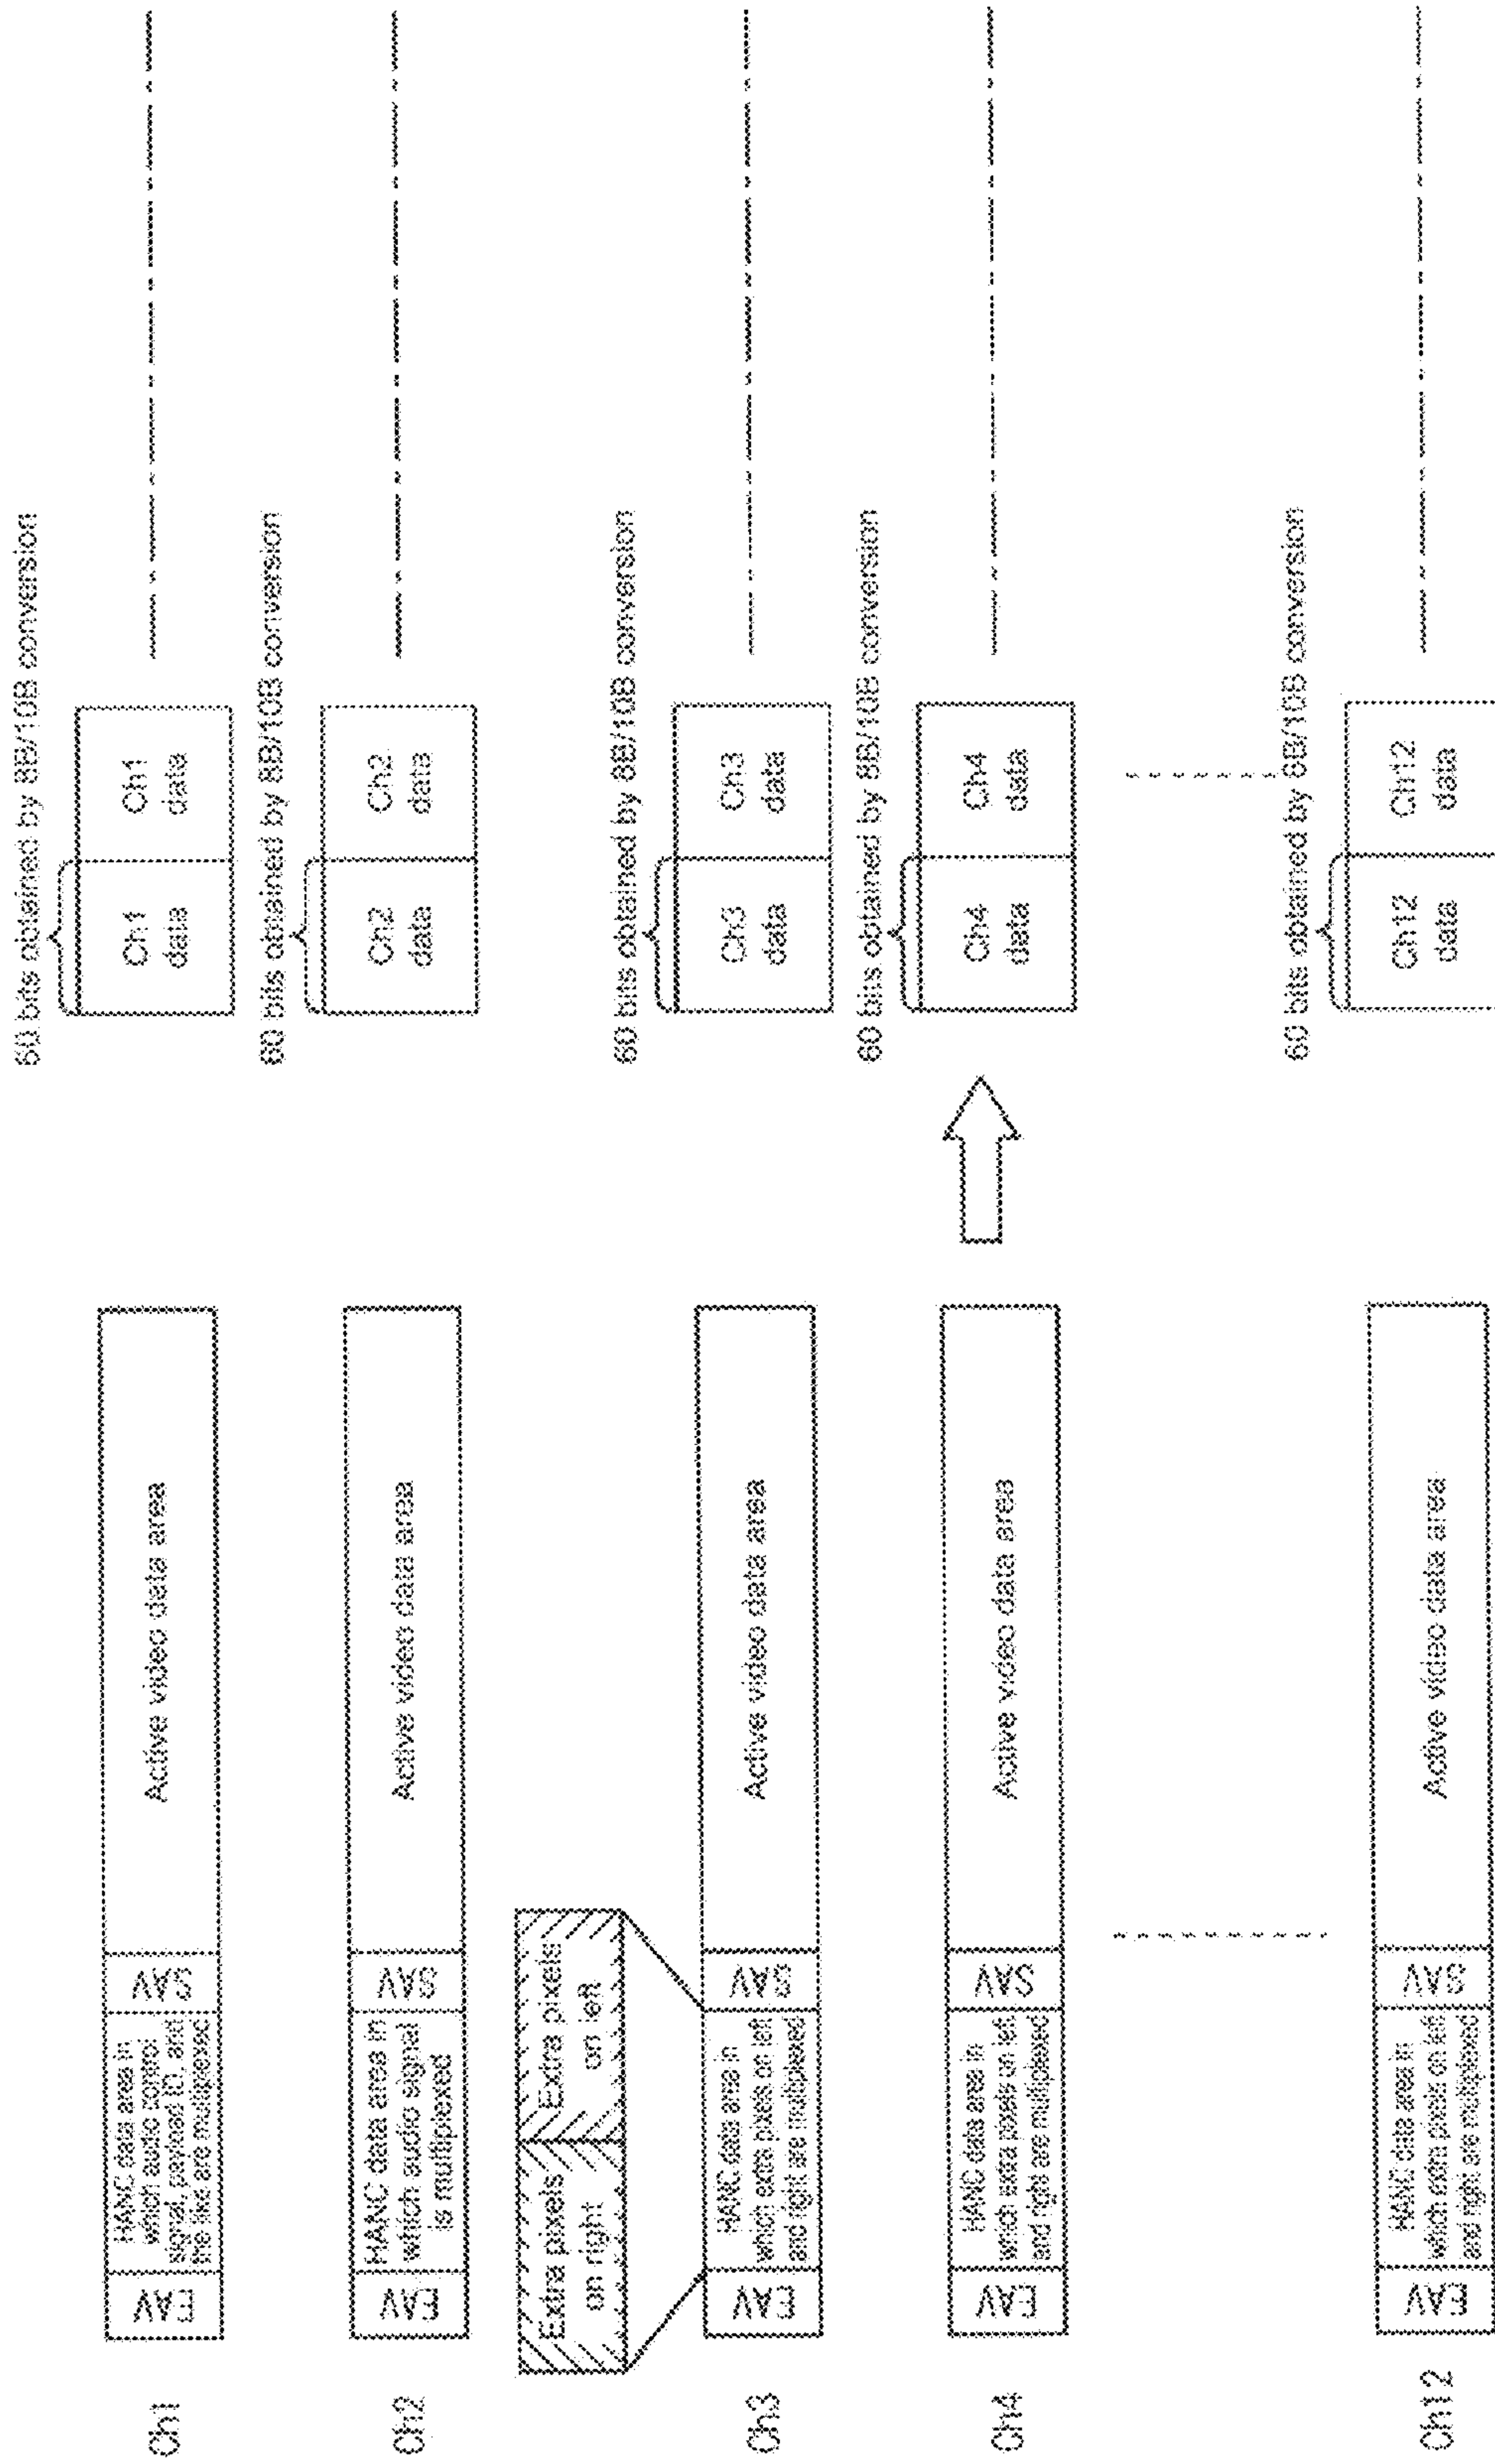 Ch1
EAV
HANC data area in
which audio control
signal, payload ID, and
the like are multiplexed
SAV
Active video data area
60 bits obtained by 8B/10B conversion
Ch1
data
Ch1
data
Ch2
EAV
HANC data area in
which audio signal
is multiplexed
SAV
Active video data area
60 bits obtained by 8B/10B conversion
Ch2
data
Ch2
data
Extra pixels
on right
Extra pixels
on left
Ch3
EAV
HANC data area in
which extra pixels on left
and right are multiplexed
SAV
Active video data area
60 bits obtained by 8B/10B conversion
Ch3
data
Ch3
data
Ch4
EAV
HANC data area in
which extra pixels on left
and right are multiplexed
SAV
Active video data area
60 bits obtained by 8B/10B conversion
Ch4
data
Ch4
data
Ch12
EAV
HANC data area in
which extra pixels on left
and right are multiplexed
SAV
Active video data area
60 bits obtained by 8B/10B conversion
Ch12
data
Ch12
data